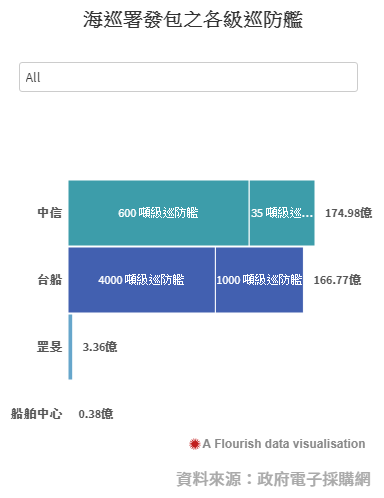 海巡署發包之各級巡防艦
All
中信
600 噸級巡防艦
35 噸級巡…
174.98億
台船
4000 噸級巡防艦
1000 噸級巡防艦
166.77億
罡旻
3.36億
船舶中心
0.38億
A Flourish data visualisation
資料來源：政府電子採購網